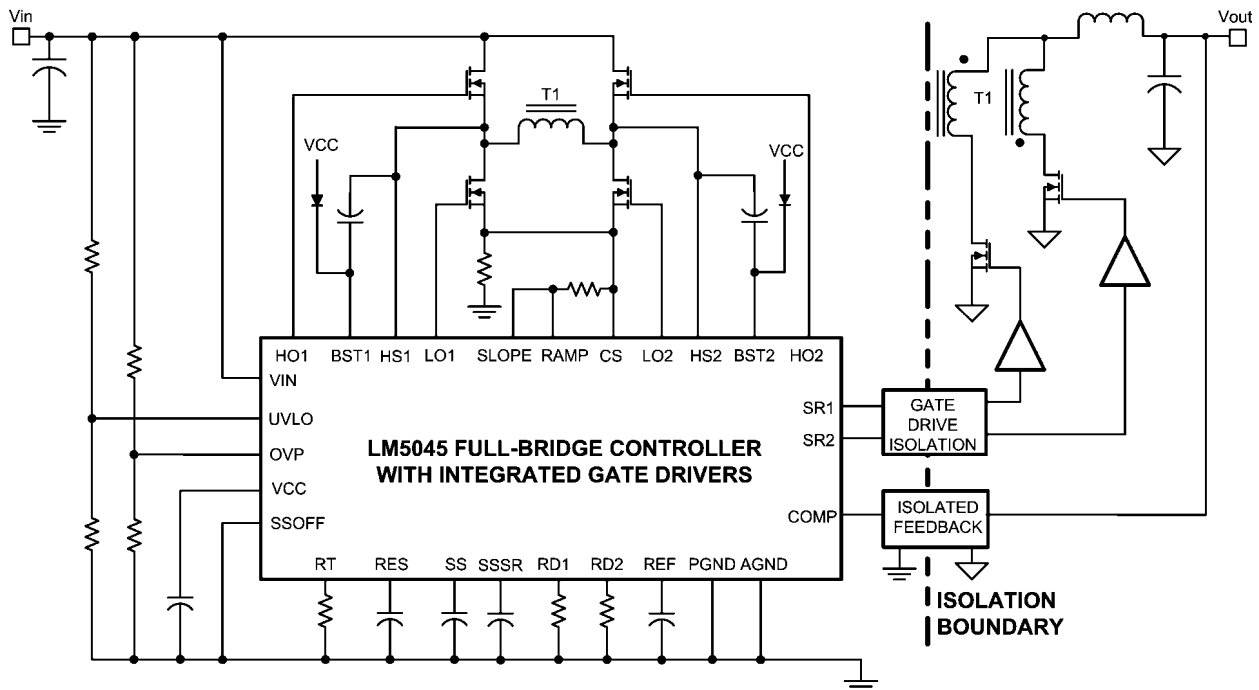 Vin
Vout
T1
T1
VCC
VCC
HO1
BST1
HS1
LO1
SLOPE
RAMP
CS
LO2
HS2
BST2
HO2
VIN
UVLO
OVP
VCC
SSOFF
LM5045 FULL-BRIDGE CONTROLLER
WITH INTEGRATED GATE DRIVERS
SR1
SR2
COMP
GATE
DRIVE
ISOLATION
ISOLATED
FEEDBACK
RT
RES
SS
SSSR
RD1
RD2
REF
PGND
AGND
ISOLATION
BOUNDARY